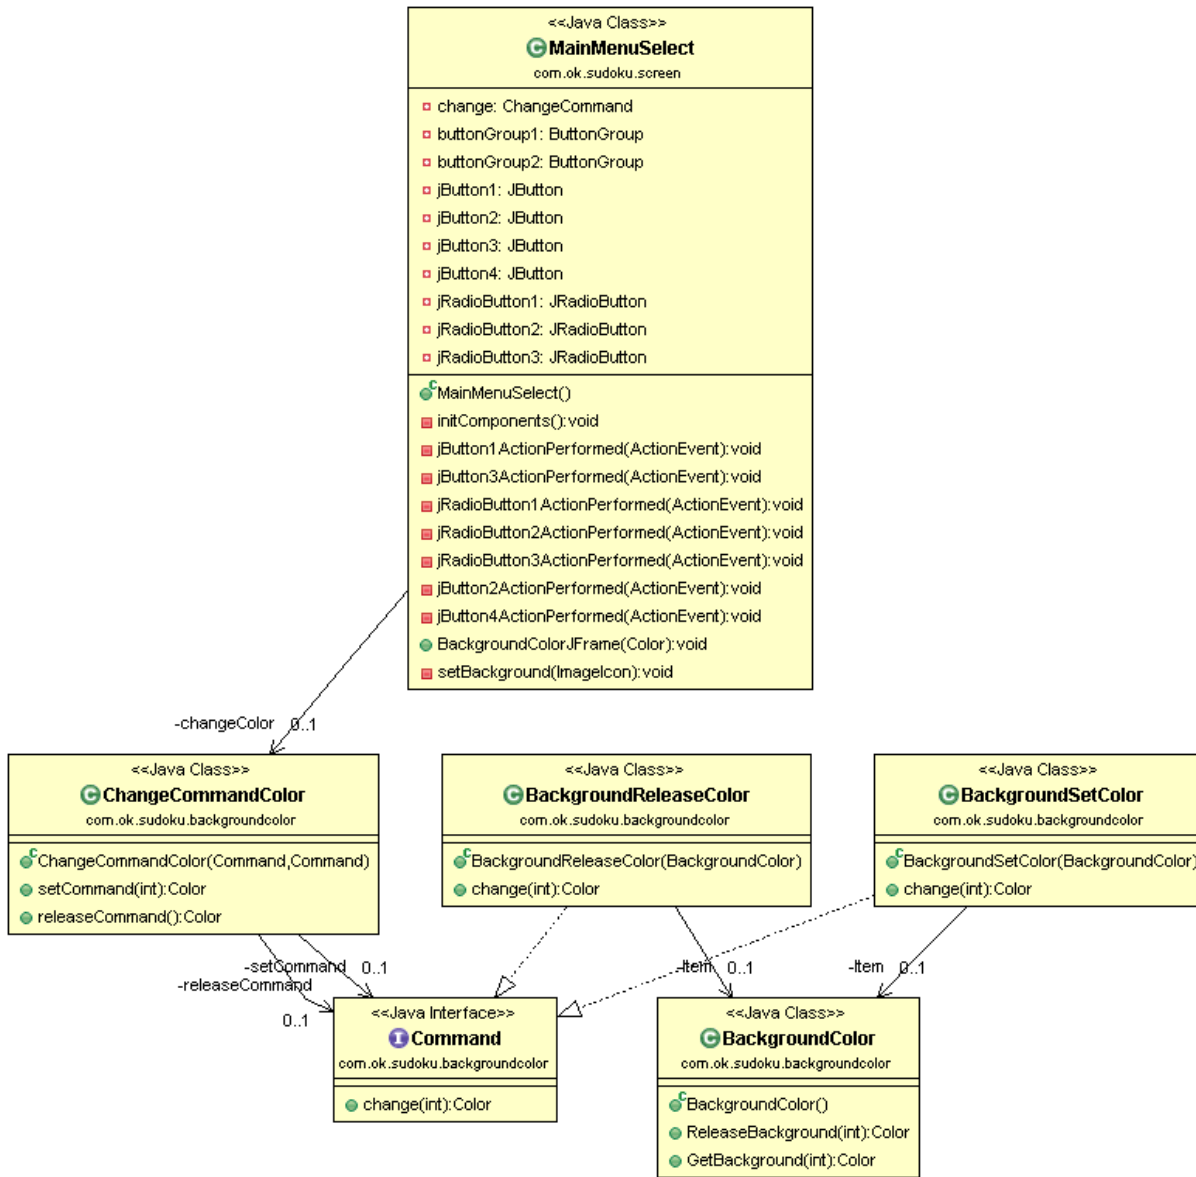 <<Java Class>>
MainMenuSelect
com.ok.sudoku.screen
change: ChangeCommand
buttonGroup1: ButtonGroup
buttonGroup2: ButtonGroup
jButton1: JButton
jButton2: JButton
jButton3: JButton
jButton4: JButton
jRadioButton1: JRadioButton
jRadioButton2: JRadioButton
jRadioButton3: JRadioButton
MainMenuSelect()
initComponents():void
jButton1ActionPerformed(ActionEvent):void
jButton3ActionPerformed(ActionEvent):void
jRadioButton1ActionPerformed(ActionEvent):void
jRadioButton2ActionPerformed(ActionEvent):void
jRadioButton3ActionPerformed(ActionEvent):void
jButton2ActionPerformed(ActionEvent):void
jButton4ActionPerformed(ActionEvent):void
BackgroundColorJFrame(Color):void
setBackground(ImageIcon):void
-changeColor 0..1
<<Java Class>>
ChangeCommandColor
com.ok.sudoku.backgroundcolor
ChangeCommandColor(Command,Command)
setCommand(int):Color
releaseCommand():Color
<<Java Class>>
BackgroundReleaseColor
com.ok.sudoku.backgroundcolor
BackgroundReleaseColor(BackgroundColor)
change(int):Color
<<Java Class>>
BackgroundSetColor
com.ok.sudoku.backgroundcolor
BackgroundSetColor(BackgroundColor)
change(int):Color
-setCommand 0..1
-releaseCommand
0..1
-Item 0..1
-Item 0..1
<<Java Interface>>
Command
com.ok.sudoku.backgroundcolor
change(int):Color
<<Java Class>>
BackgroundColor
com.ok.sudoku.backgroundcolor
BackgroundColor()
ReleaseBackground(int):Color
GetBackground(int):Color